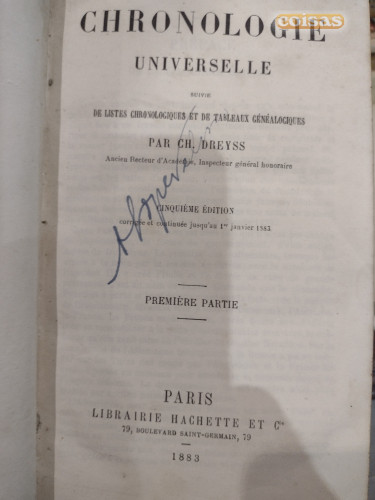 coisas
CHRONOLOGIE
UNIVERSELLE
SUIVIE
DE LISTES CHRONOLOGIQUES ET DE TABLEAUX GÉNÉALOGIQUES
PAR CH. DREYSS
Ancien Recteur d'Académie, Inspecteur général honoraire
CINQUIÈME ÉDITION
corrigée et continuée jusqu'au 1er janvier 1883
PREMIÈRE PARTIE
PARIS
LIBRAIRIE HACHETTE ET Cie
79, BOULEVARD SAINT-GERMAIN, 79
1883